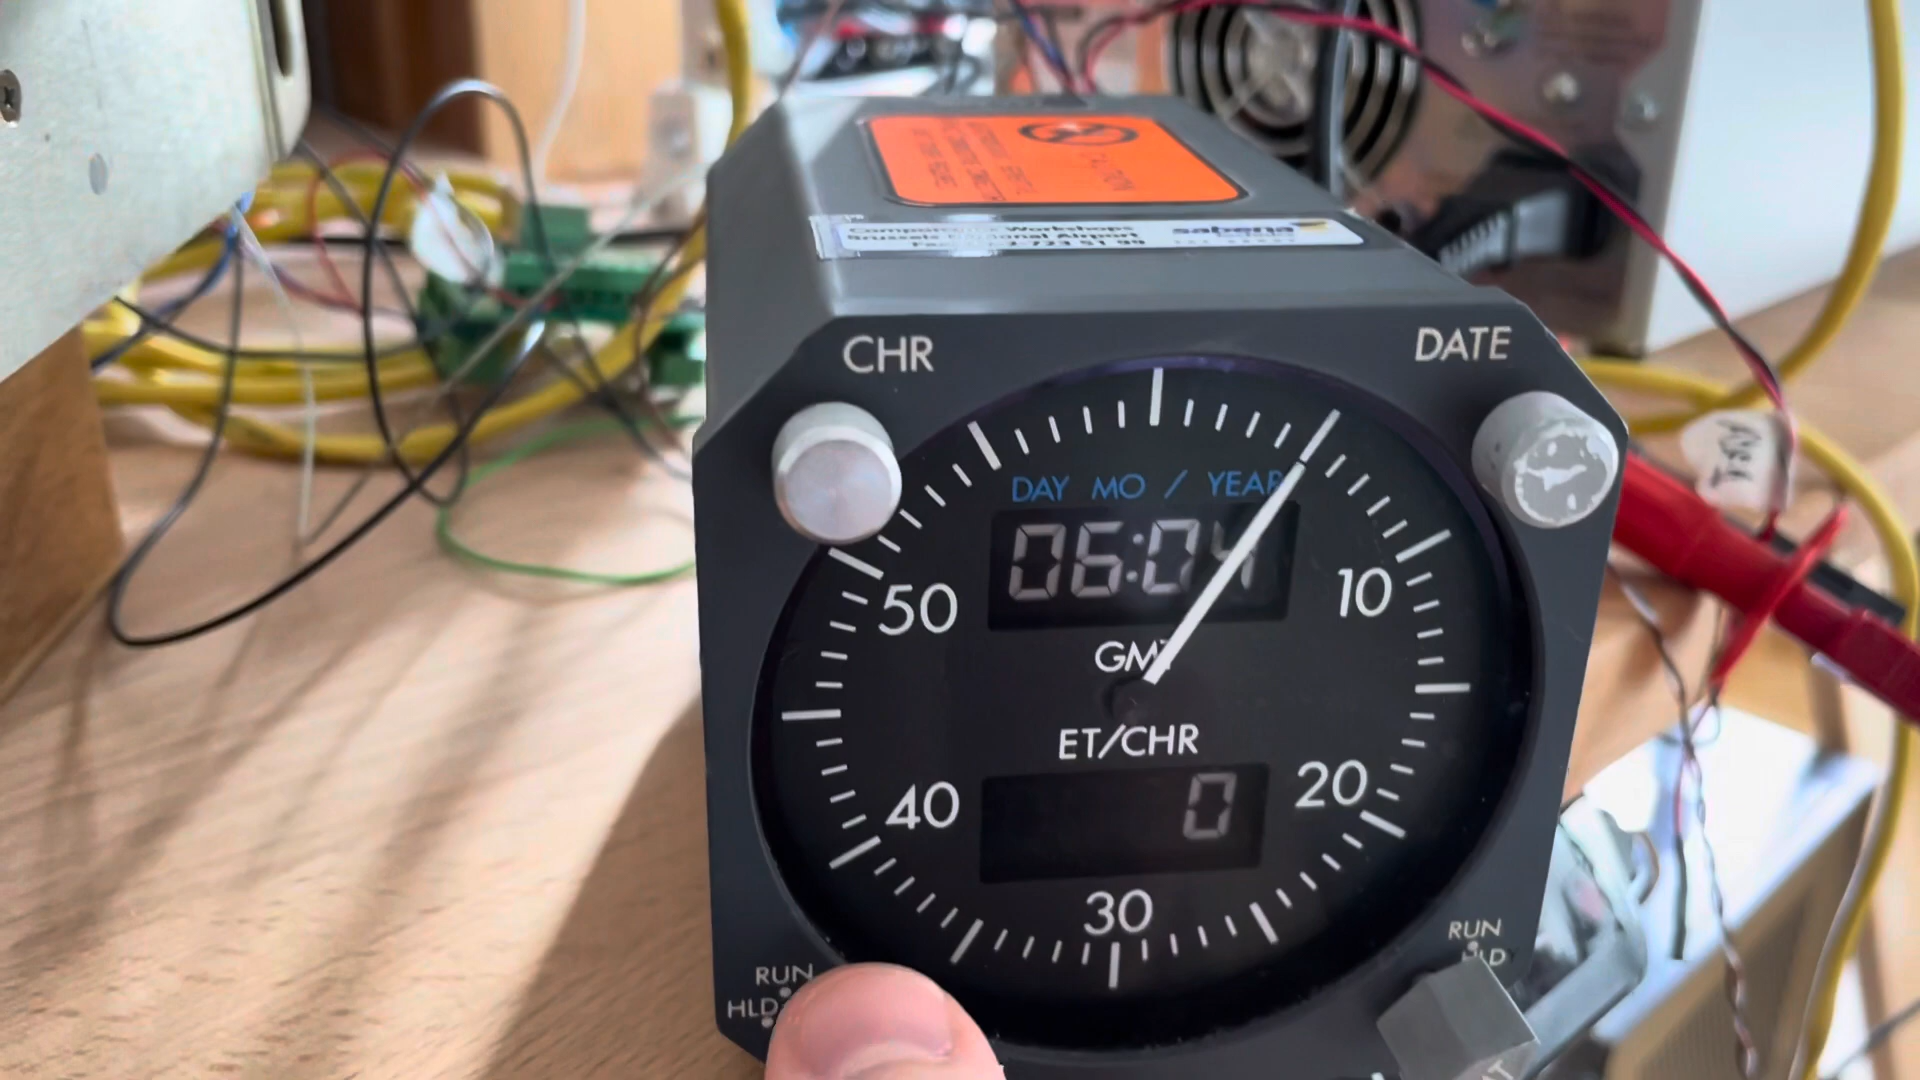 CAUTION
Components Workshops
Brussels National Airport
sabena
CHR
DATE
DAY MO / YEAR
06:04
50
10
GMT
ET/CHR
0
40
20
30
RUN
HLD
RUN
HLD